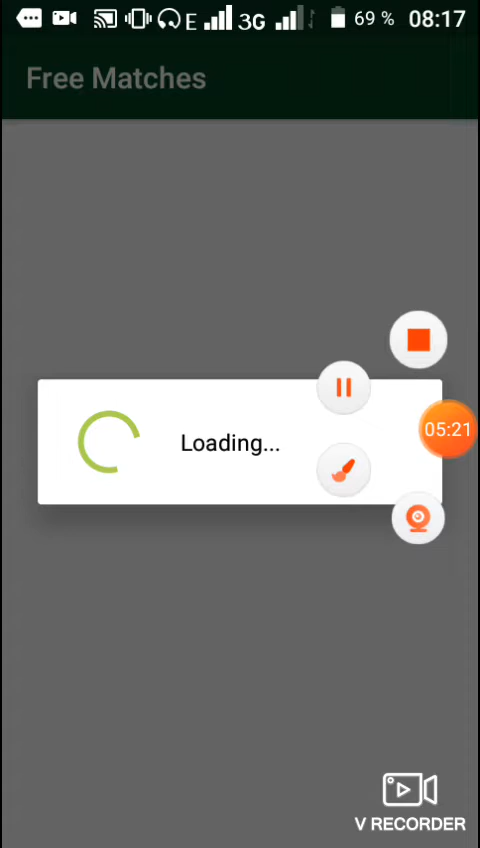 E 3G 69 % 08:17
Free Matches
Loading...
05:21
V RECORDER